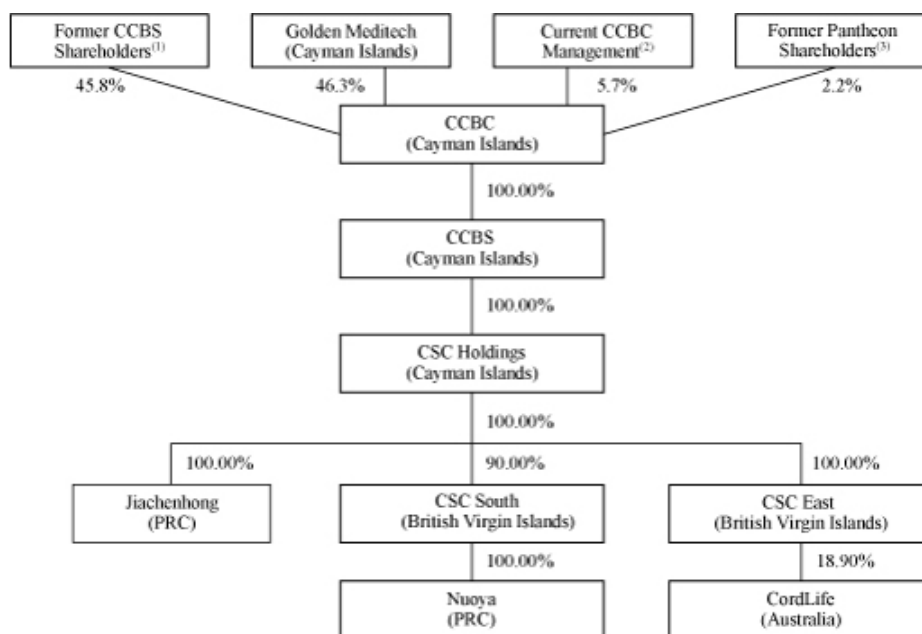 Former CCBS
Shareholders(1)
Golden Meditech
(Cayman Islands)
Current CCBC
Management(2)
Former Pantheon
Shareholders(3)
45.8%
46.3%
5.7%
2.2%
CCBC
(Cayman Islands)
100.00%
CCBS
(Cayman Islands)
100.00%
CSC Holdings
(Cayman Islands)
100.00%
100.00%
90.00%
100.00%
Jiachenhong
(PRC)
CSC South
(British Virgin Islands)
CSC East
(British Virgin Islands)
100.00%
18.90%
Nuoya
(PRC)
CordLife
(Australia)